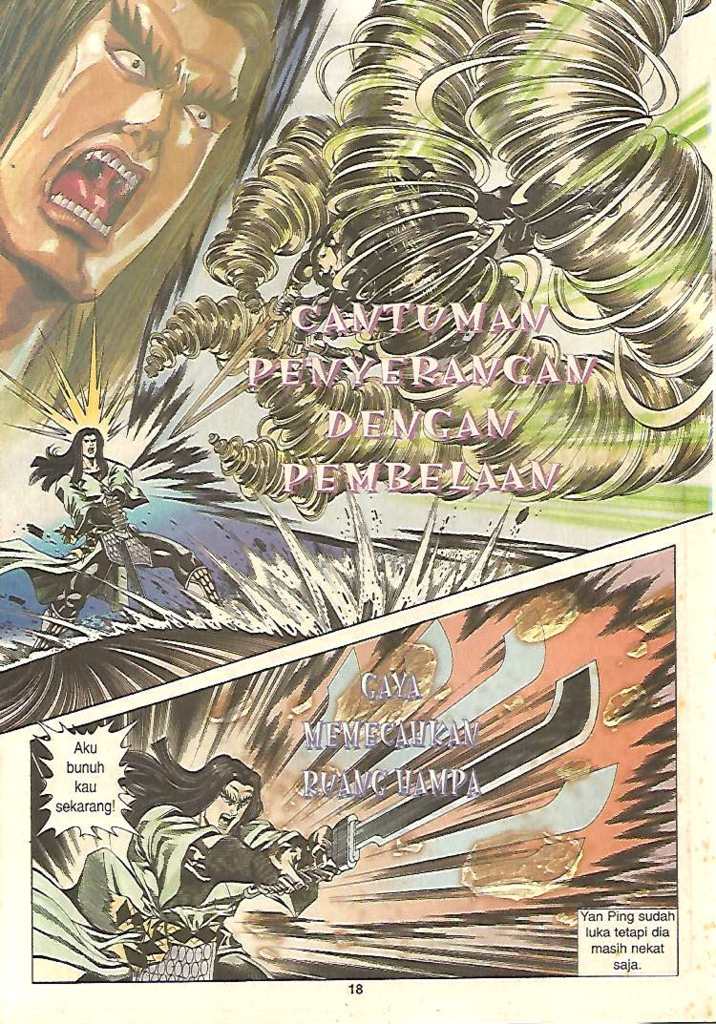 CANTUMAN
PENYERANGAN
DENGAN
PEMBELAAN
GAYA
MEMECAHKAN
RUANG HAMPA
Aku
bunuh
kau
sekarang!
Yan Ping sudah
luka tetapi dia
masih nekat
saja.
18